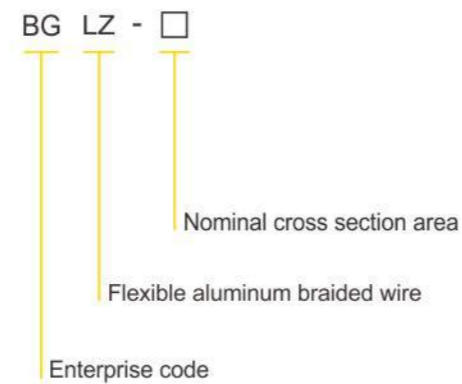 BG LZ - □
Nominal cross section area
Flexible aluminum braided wire
Enterprise code